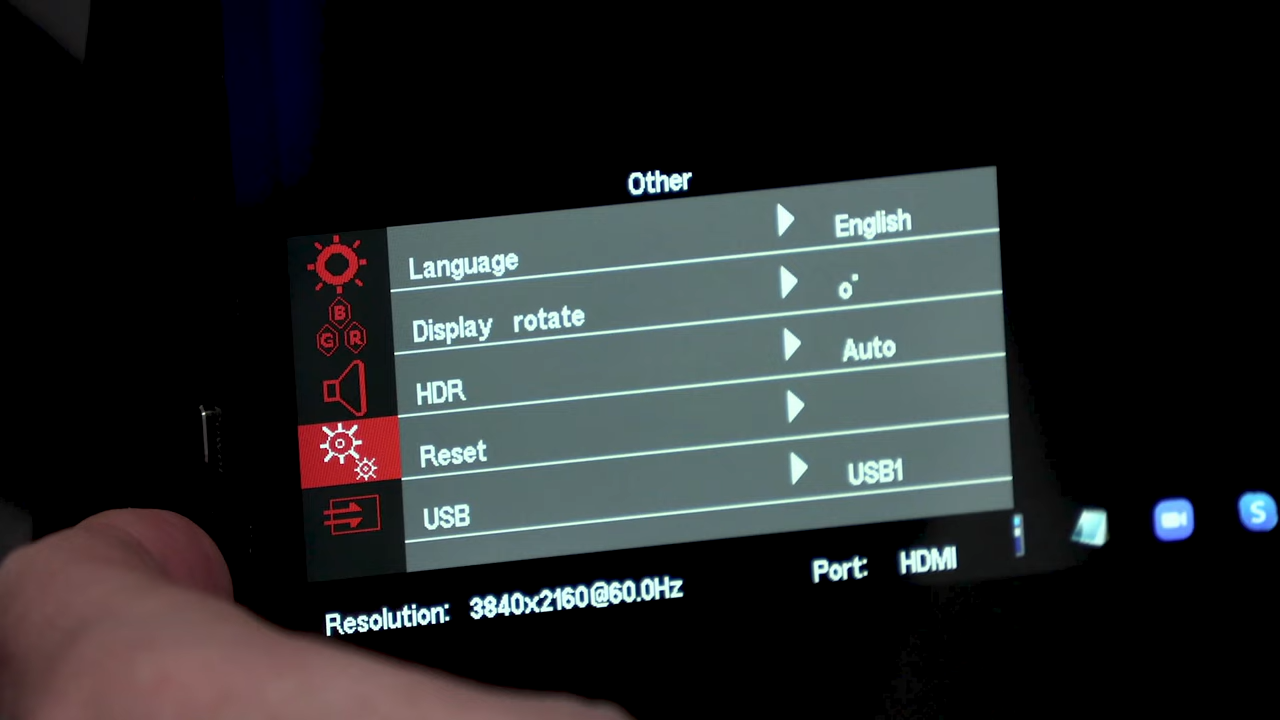 Other
Language English
Display rotate 0°
HDR Auto
Reset
USB USB1
Resolution: 3840x2160@60.0Hz Port: HDMI
B
G R
S